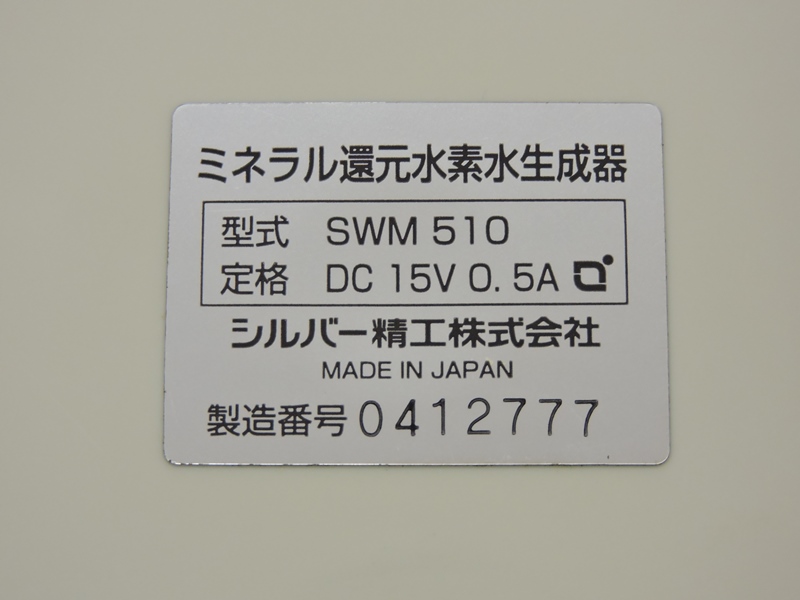 ミネラル還元水素水生成器
型式 SWM 510
定格 DC 15V 0.5A
シルバー精工株式会社
MADE IN JAPAN
製造番号 0412777